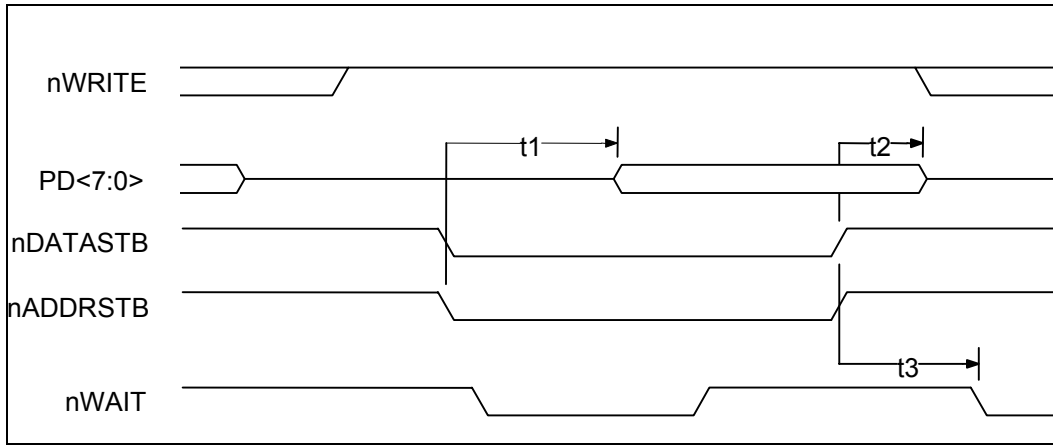 nWRITE
t1
t2
PD<7:0>
nDATASTB
nADDRSTB
t3
nWAIT